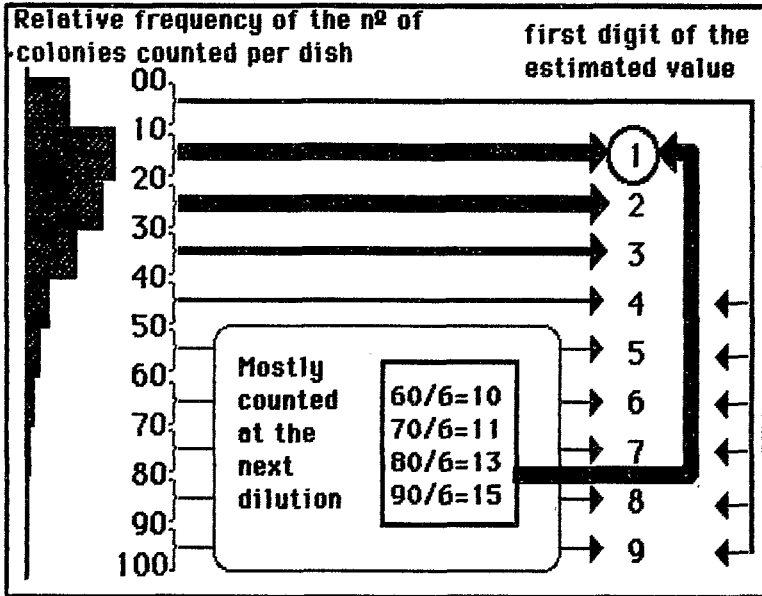 Relative frequency of the nº of
colonies counted per dish
first digit of the
estimated value
00
10
20
30
40
50
60
70
80
90
100
1
2
3
4
5
6
7
8
9
Mostly
counted
at the
next
dilution
60/6=10
70/6=11
80/6=13
90/6=15